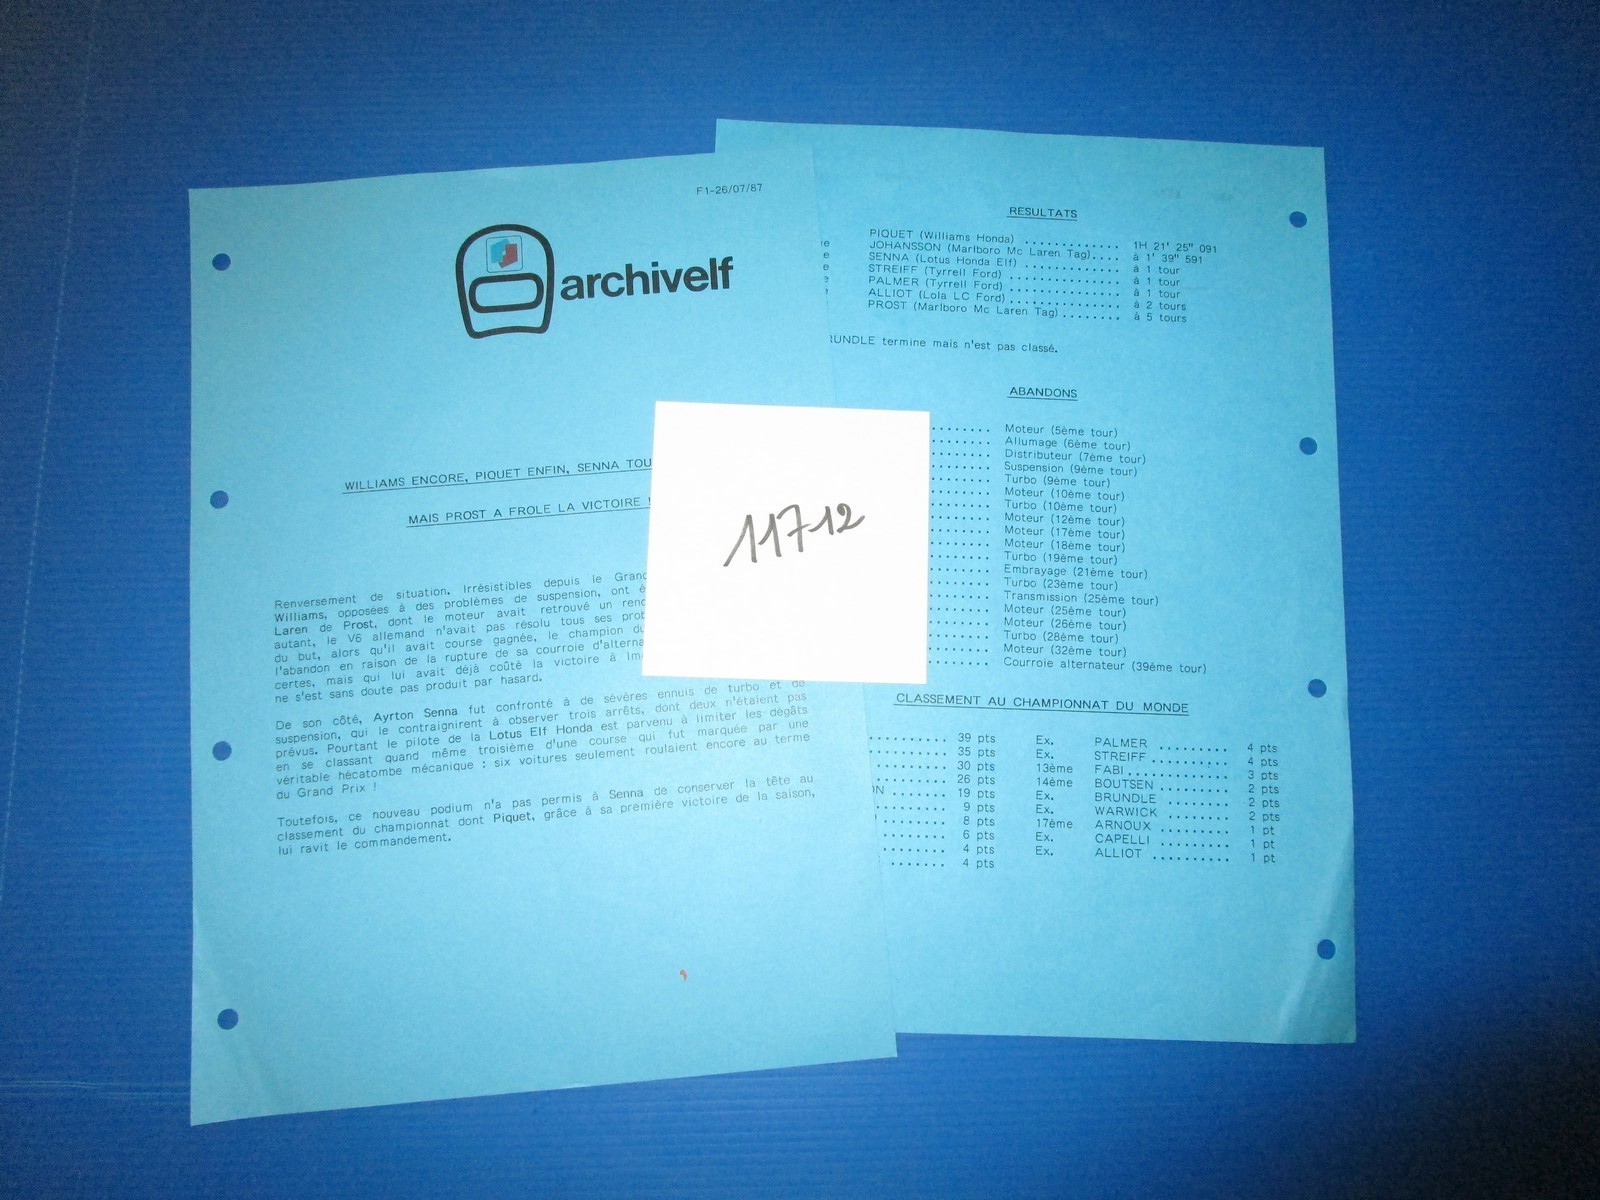 F1-26/07/87
archivelf
WILLIAMS ENCORE, PIQUET ENFIN, SENNA
MAIS PROST A FROLE LA VICTOIRE
Renversement de situation. Irrésistibles depuis le
Williams, opposées à des problèmes de suspension, ont
Laren de Prost, dont le moteur avait retrouvé un
autant, le V6 allemand n'avait pas résolu tous ses
du but, alors qu'il avait course gagnée, le champion
l'abandon en raison de la rupture de sa courroie
certes, mais qui lui avait déjà coûté la victoire à
ne s'est sans doute pas produit par hasard.
De son côté, Ayrton Senna fut confronté à de sévères ennuis de turbo et de
suspension, qui le contraignirent à observer trois arrêts, dont deux n'étaient pas
prévus. Pourtant le pilote de la Lotus Elf Honda est parvenu à limiter les dégâts
en se classant quand même troisième d'une course qui fut marquée par une
véritable hécatombe mécanique : six voitures seulement roulaient encore au terme
du Grand Prix !
Toutefois, ce nouveau podium n'a pas permis à Senna de conserver la tête au
classement du championnat dont Piquet, grâce à sa première victoire de la saison,
lui ravit le commandement.
11712
RESULTATS
PIQUET (Williams Honda) ............. 1H 21' 25" 091
JOHANSSON (Marlboro Mc Laren Tag).... à 1' 39" 591
SENNA (Lotus Honda Elf) ............. à 1 tour
STREIFF (Tyrrell Ford) .............. à 1 tour
PALMER (Tyrrell Ford) ............... à 1 tour
ALLIOT (Lola LC Ford) ............... à 2 tours
PROST (Marlboro Mc Laren Tag) ........ à 5 tours
termine mais n'est pas classé.
ABANDONS
........ Moteur (5ème tour)
........ Allumage (6ème tour)
........ Distributeur (7ème tour)
........ Suspension (9ème tour)
........ Turbo (9ème tour)
........ Moteur (10ème tour)
........ Turbo (10ème tour)
........ Moteur (12ème tour)
........ Moteur (17ème tour)
........ Moteur (18ème tour)
........ Turbo (19ème tour)
........ Embrayage (21ème tour)
........ Turbo (23ème tour)
........ Transmission (25ème tour)
........ Moteur (25ème tour)
........ Moteur (26ème tour)
........ Turbo (28ème tour)
........ Moteur (32ème tour)
........ Courroie alternateur (39ème tour)
CLASSEMENT AU CHAMPIONNAT DU MONDE
.......... 39 pts Ex. PALMER ......... 4 pts
.......... 35 pts Ex. STREIFF ......... 4 pts
.......... 30 pts 13ème FABI ............ 3 pts
.......... 26 pts 14ème BOUTSEN ......... 2 pts
........ 19 pts Ex. BRUNDLE ......... 2 pts
......... 9 pts Ex. WARWICK ........ 2 pts
......... 8 pts 17ème ARNOUX .......... 1 pt
......... 6 pts Ex. CAPELLI ......... 1 pt
......... 4 pts Ex. ALLIOT .......... 1 pt
......... 4 pts